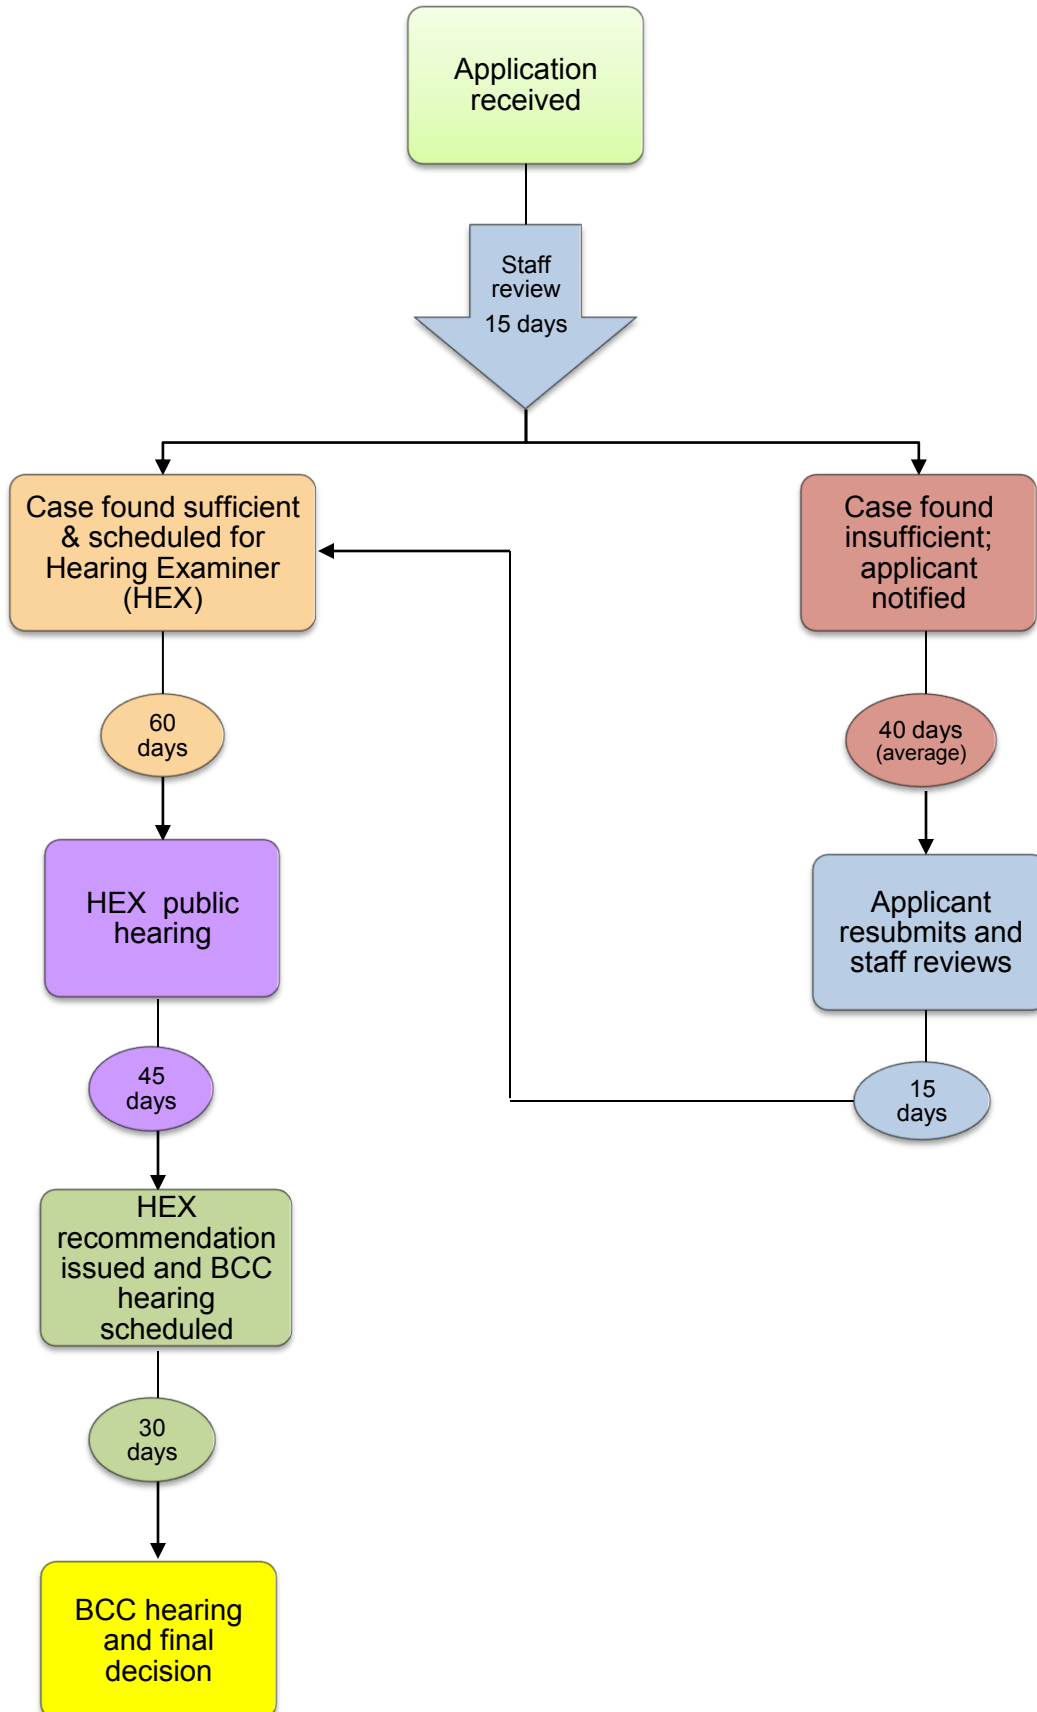 Application
received
Staff
review
15 days
Case found sufficient
& scheduled for
Hearing Examiner
(HEX)
Case found
insufficient;
applicant
notified
60
days
40 days
(average)
HEX public
hearing
Applicant
resubmits and
staff reviews
45
days
15
days
HEX
recommendation
issued and BCC
hearing
scheduled
30
days
BCC hearing
and final
decision